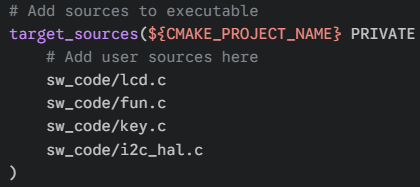 # Add sources to executable
target_sources(${CMAKE_PROJECT_NAME} PRIVATE
    # Add user sources here
    sw_code/lcd.c
    sw_code/fun.c
    sw_code/key.c
    sw_code/i2c_hal.c
)